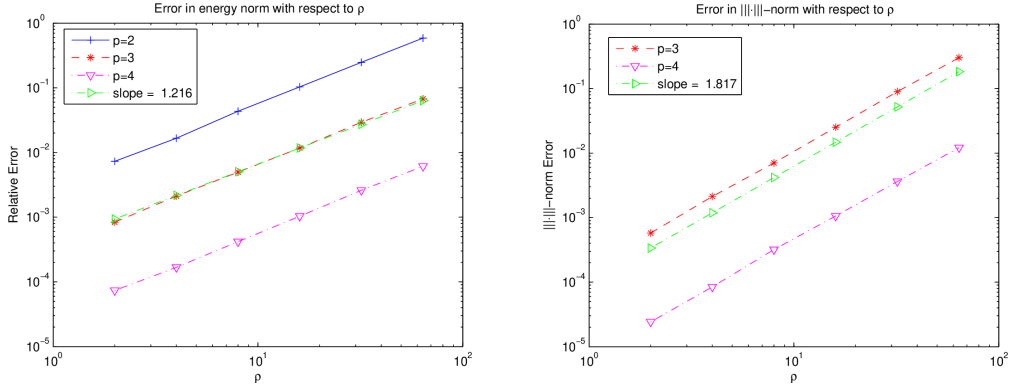 Error in energy norm with respect to ρ
10^0
10^-1
10^-2
10^-3
10^-4
10^-5
Relative Error
p=2
p=3
p=4
slope = 1.216
10^0
10^1
10^2
ρ
Error in |||·|||−norm with respect to ρ
10^0
10^-1
10^-2
10^-3
10^-4
10^-5
|||·|||−norm Error
p=3
p=4
slope = 1.817
10^0
10^1
10^2
ρ